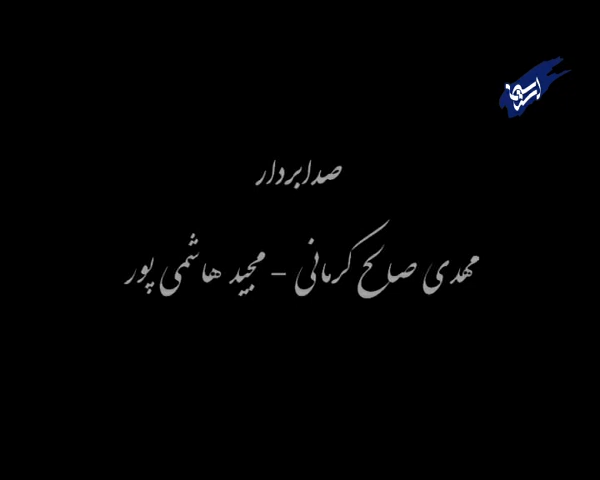 صدابردار
مهدی صالح کرمانی - مجید هاشمی پور